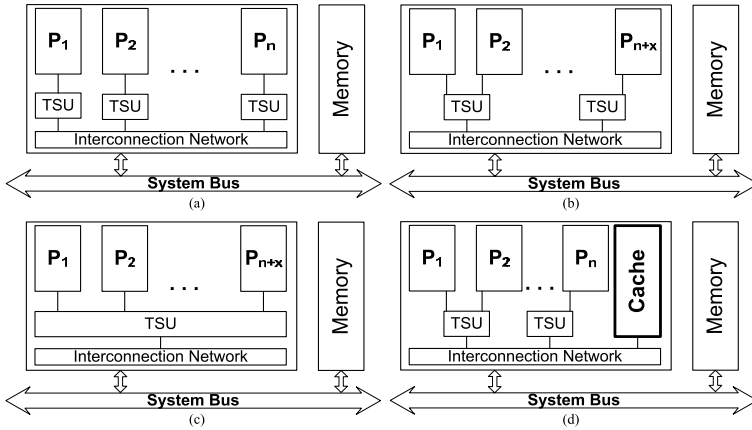 P1 P2 . . . Pn Memory
TSU TSU TSU
Interconnection Network
System Bus
(a)
P1 P2 . . . Pn+x Memory
TSU TSU
Interconnection Network
System Bus
(b)
P1 P2 . . . Pn+x Memory
TSU
Interconnection Network
System Bus
(c)
P1 P2 . . . Pn Cache Memory
TSU TSU
Interconnection Network
System Bus
(d)